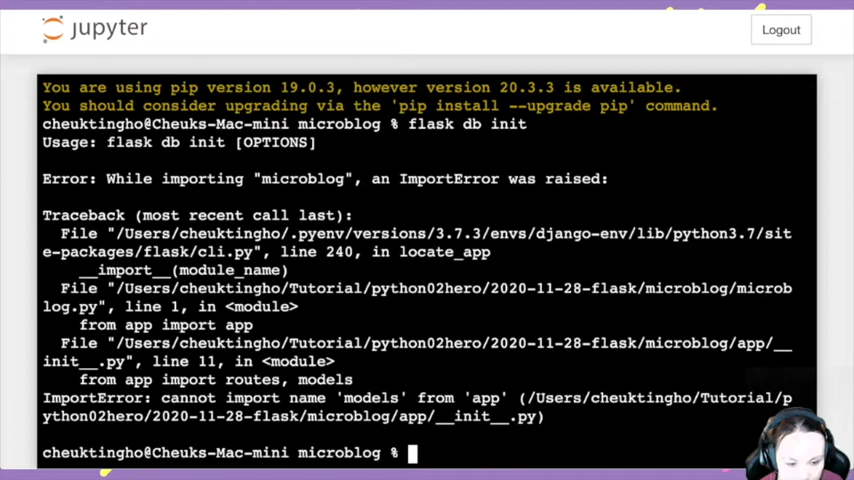 jupyter
Logout
You are using pip version 19.0.3, however version 20.3.3 is available.
You should consider upgrading via the 'pip install --upgrade pip' command.
cheuktingho@Cheuks-Mac-mini microblog % flask db init
Usage: flask db init [OPTIONS]
Error: While importing "microblog", an ImportError was raised:
Traceback (most recent call last):
File "/Users/cheuktingho/.pyenv/versions/3.7.3/envs/django-env/lib/python3.7/sit
e-packages/flask/cli.py", line 240, in locate_app
__import__(module_name)
File "/Users/cheuktingho/Tutorial/python02hero/2020-11-28-flask/microblog/microb
log.py", line 1, in <module>
from app import app
File "/Users/cheuktingho/Tutorial/python02hero/2020-11-28-flask/microblog/app/__
init__.py", line 11, in <module>
from app import routes, models
ImportError: cannot import name 'models' from 'app' (/Users/cheuktingho/Tutorial/p
ython02hero/2020-11-28-flask/microblog/app/__init__.py)
cheuktingho@Cheuks-Mac-mini microblog %